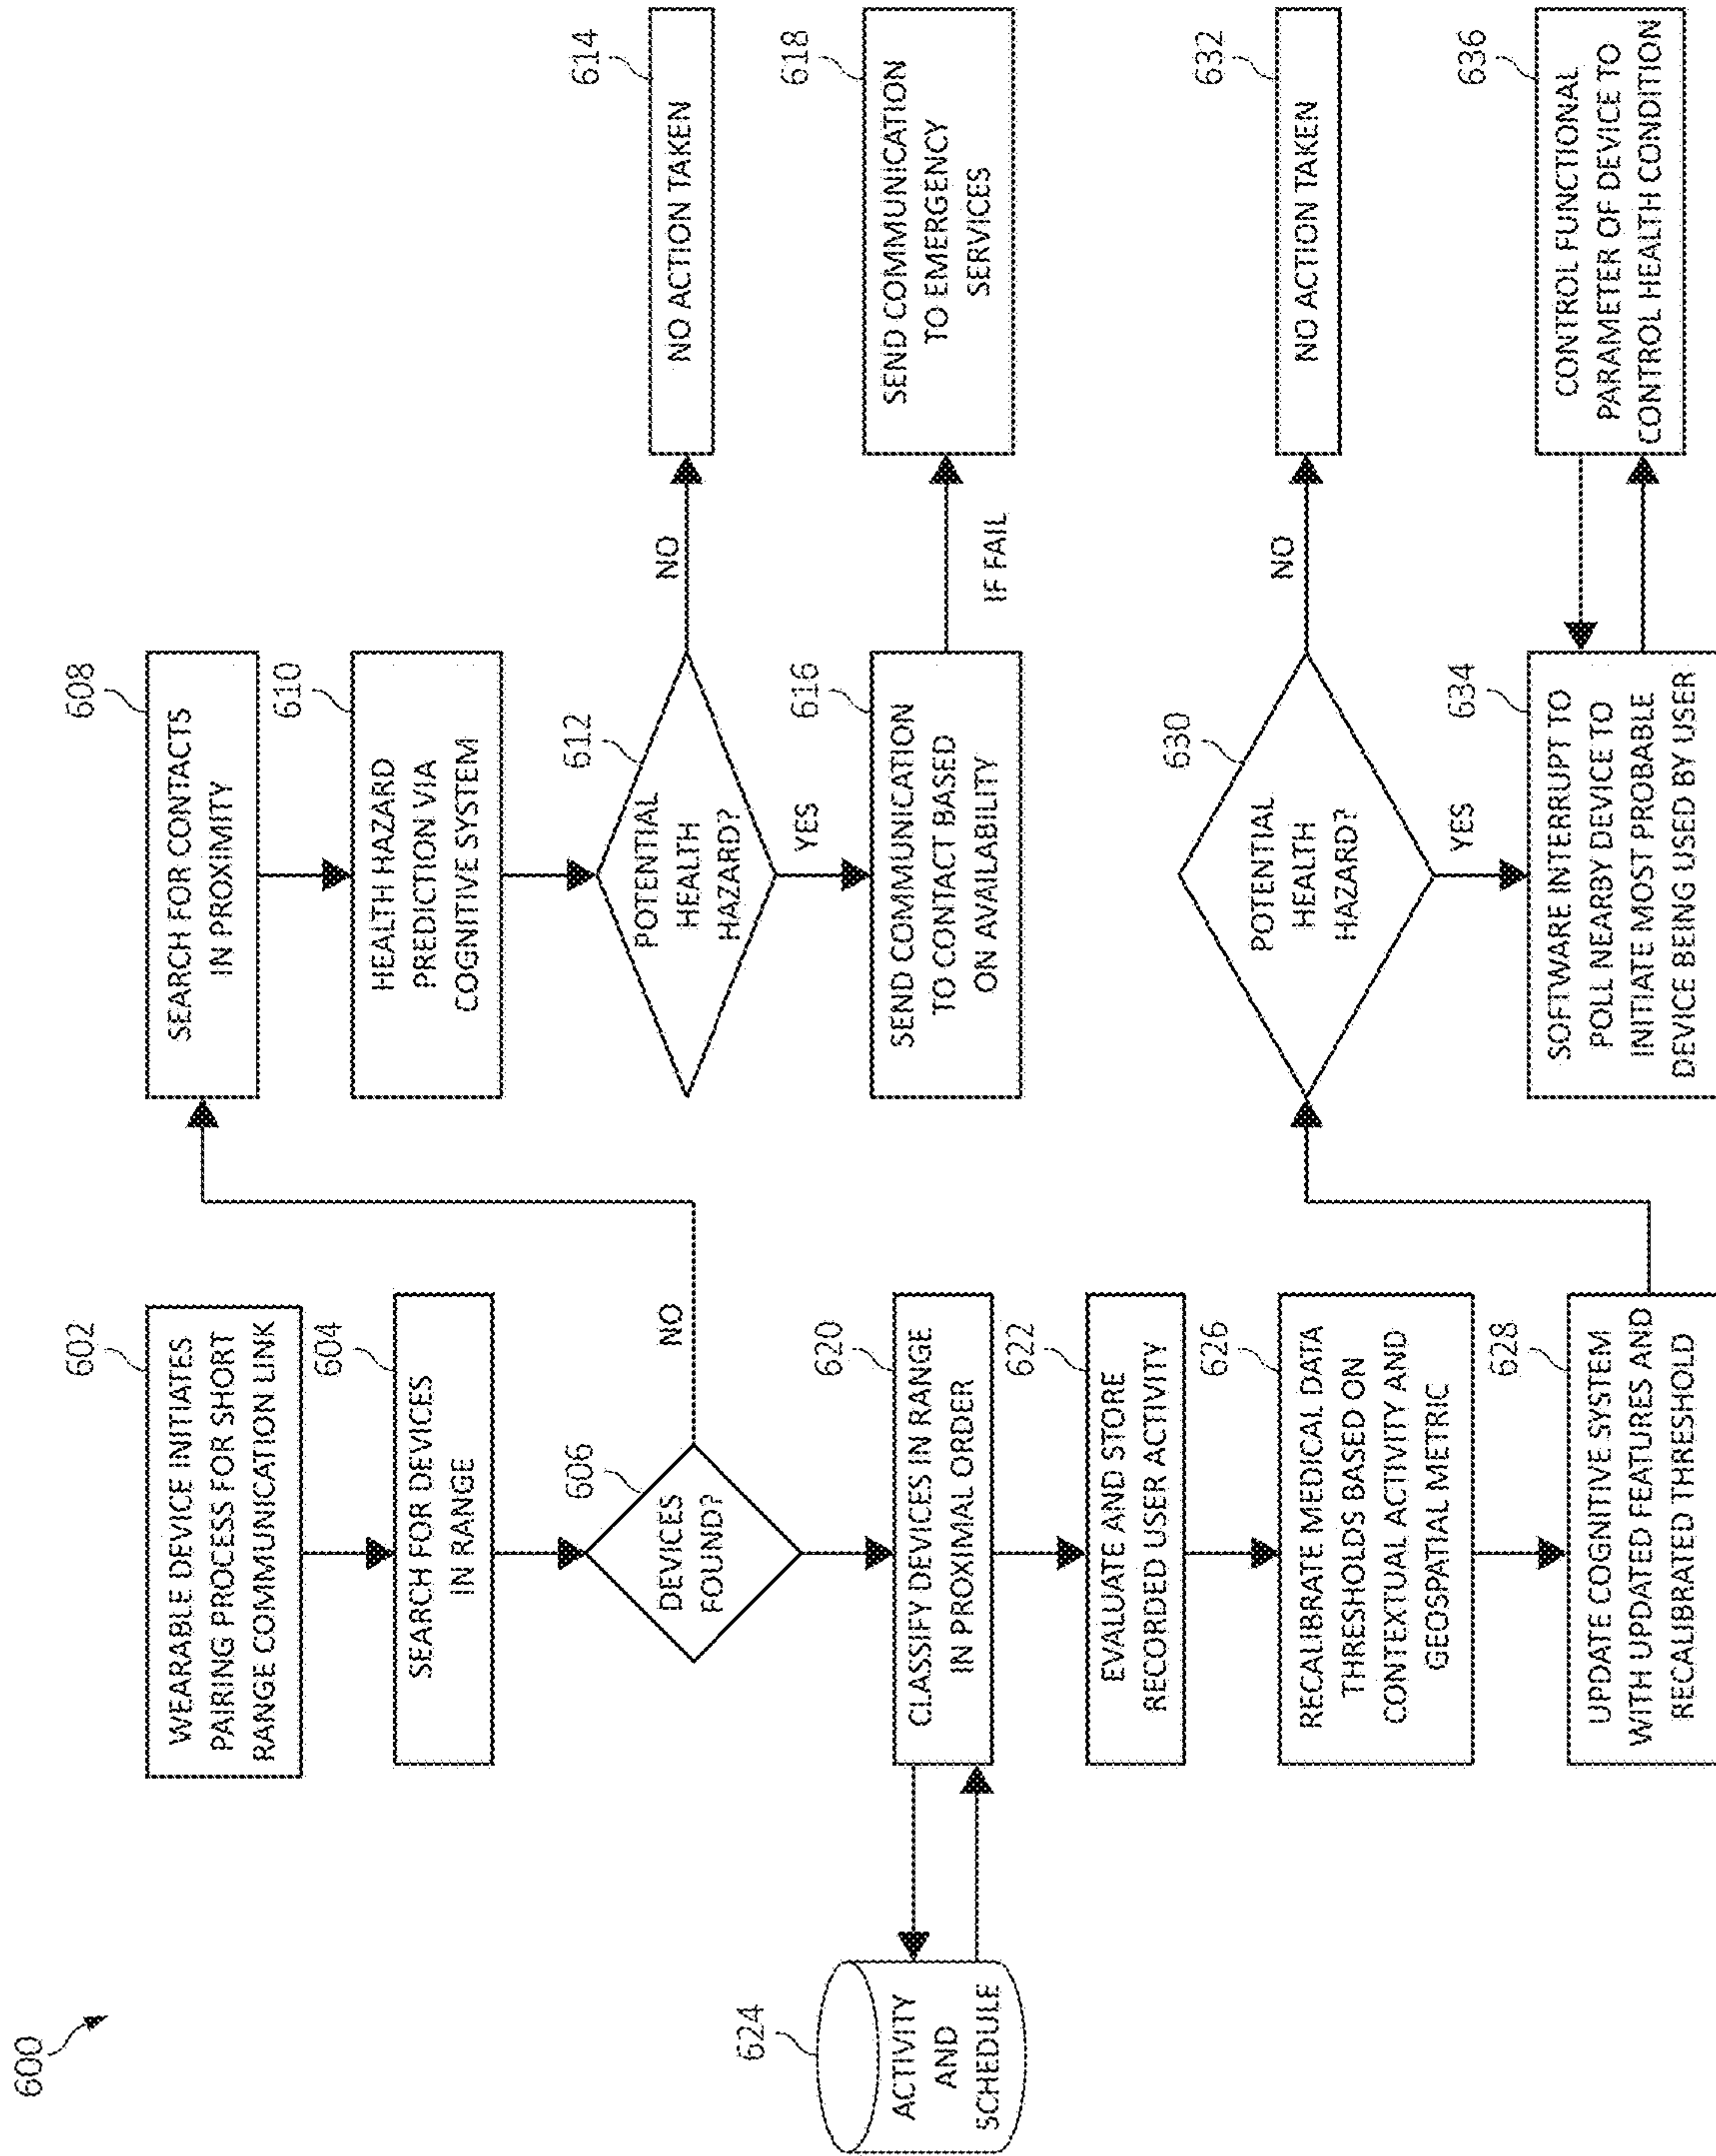 600
602
WEARABLE DEVICE INITIATES
PAIRING PROCESS FOR SHORT
RANGE COMMUNICATION LINK
604
SEARCH FOR DEVICES
IN RANGE
606
DEVICES
FOUND?
NO
608
SEARCH FOR CONTACTS
IN PROXIMITY
610
HEALTH HAZARD
PREDICTION VIA
COGNITIVE SYSTEM
612
POTENTIAL
HEALTH
HAZARD?
NO
614
NO ACTION TAKEN
YES
616
SEND COMMUNICATION
TO CONTACT BASED
ON AVAILABILITY
IF FAIL
618
SEND COMMUNICATION
TO EMERGENCY
SERVICES
620
CLASSIFY DEVICES IN RANGE
IN PROXIMAL ORDER
624
ACTIVITY
AND
SCHEDULE
622
EVALUATE AND STORE
RECORDED USER ACTIVITY
626
RECALIBRATE MEDICAL DATA
THRESHOLDS BASED ON
CONTEXTUAL ACTIVITY AND
GEOSPATIAL METRIC
628
UPDATE COGNITIVE SYSTEM
WITH UPDATED FEATURES AND
RECALIBRATED THRESHOLD
630
POTENTIAL
HEALTH
HAZARD?
NO
632
NO ACTION TAKEN
YES
634
SOFTWARE INTERRUPT TO
POLL NEARBY DEVICE TO
INITIATE MOST PROBABLE
DEVICE BEING USED BY USER
636
CONTROL FUNCTIONAL
PARAMETER OF DEVICE TO
CONTROL HEALTH CONDITION